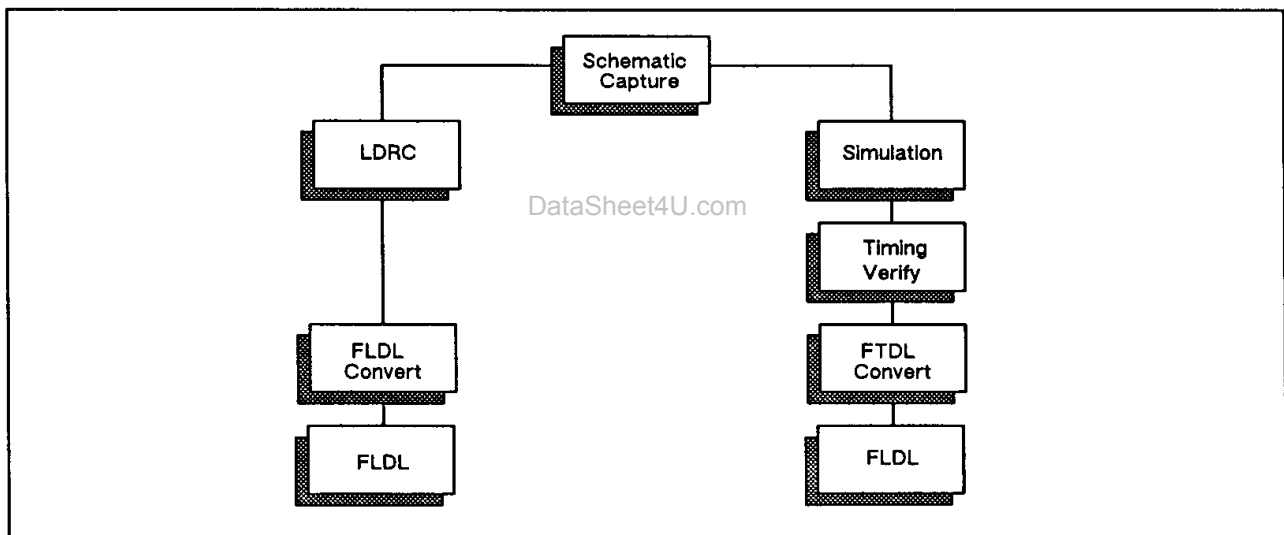 Schematic
Capture
LDRC
Simulation
DataSheet4U.com
Timing
Verify
FLDL
Convert
FTDL
Convert
FLDL
FLDL